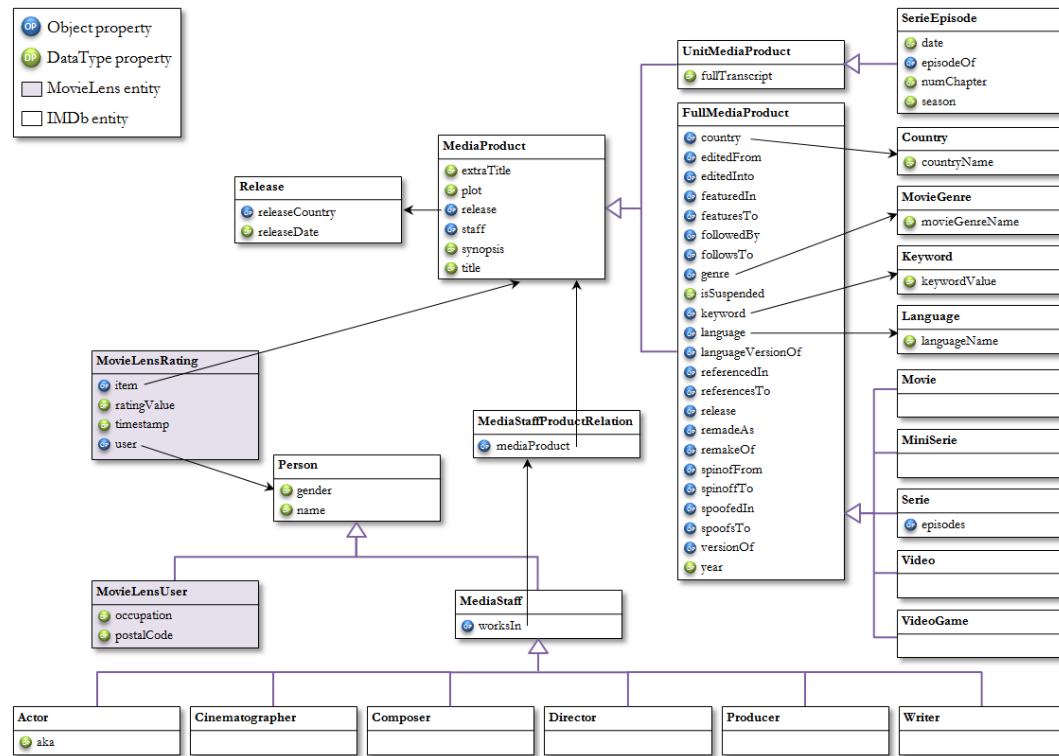 Object property
DataType property
MovieLens entity
IMDb entity
Release
releaseCountry
releaseDate
MediaProduct
extraTitle
plot
release
staff
synopsis
title
UnitMediaProduct
fullTranscript
SerieEpisode
date
episodeOf
numChapter
season
FullMediaProduct
country
editedFrom
editedInto
featuredIn
featuresTo
followedBy
followsTo
genre
isSuspended
keyword
language
languageVersionOf
referencedIn
referencesTo
release
remadeAs
remakeOf
spinofFrom
spinoffTo
spoofedIn
spoofsTo
versionOf
year
Country
countryName
MovieGenre
movieGenreName
Keyword
keywordValue
Language
languageName
Movie
MiniSerie
Serie
episodes
Video
VideoGame
MovieLensRating
item
ratingValue
timestamp
user
MediaStaffProductRelation
mediaProduct
Person
gender
name
MovieLensUser
occupation
postalCode
MediaStaff
worksIn
Actor
aka
Cinematographer
Composer
Director
Producer
Writer